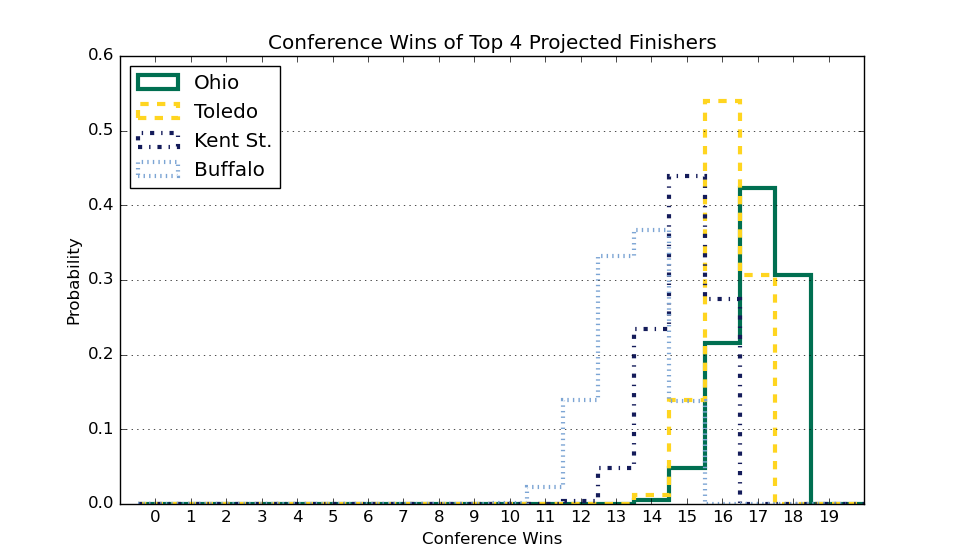 Conference Wins of Top 4 Projected Finishers
0.6
0.5
0.4
0.3
0.2
0.1
0.0
Probability
Ohio
Toledo
Kent St.
Buffalo
0 1 2 3 4 5 6 7 8 9 10 11 12 13 14 15 16 17 18 19
Conference Wins